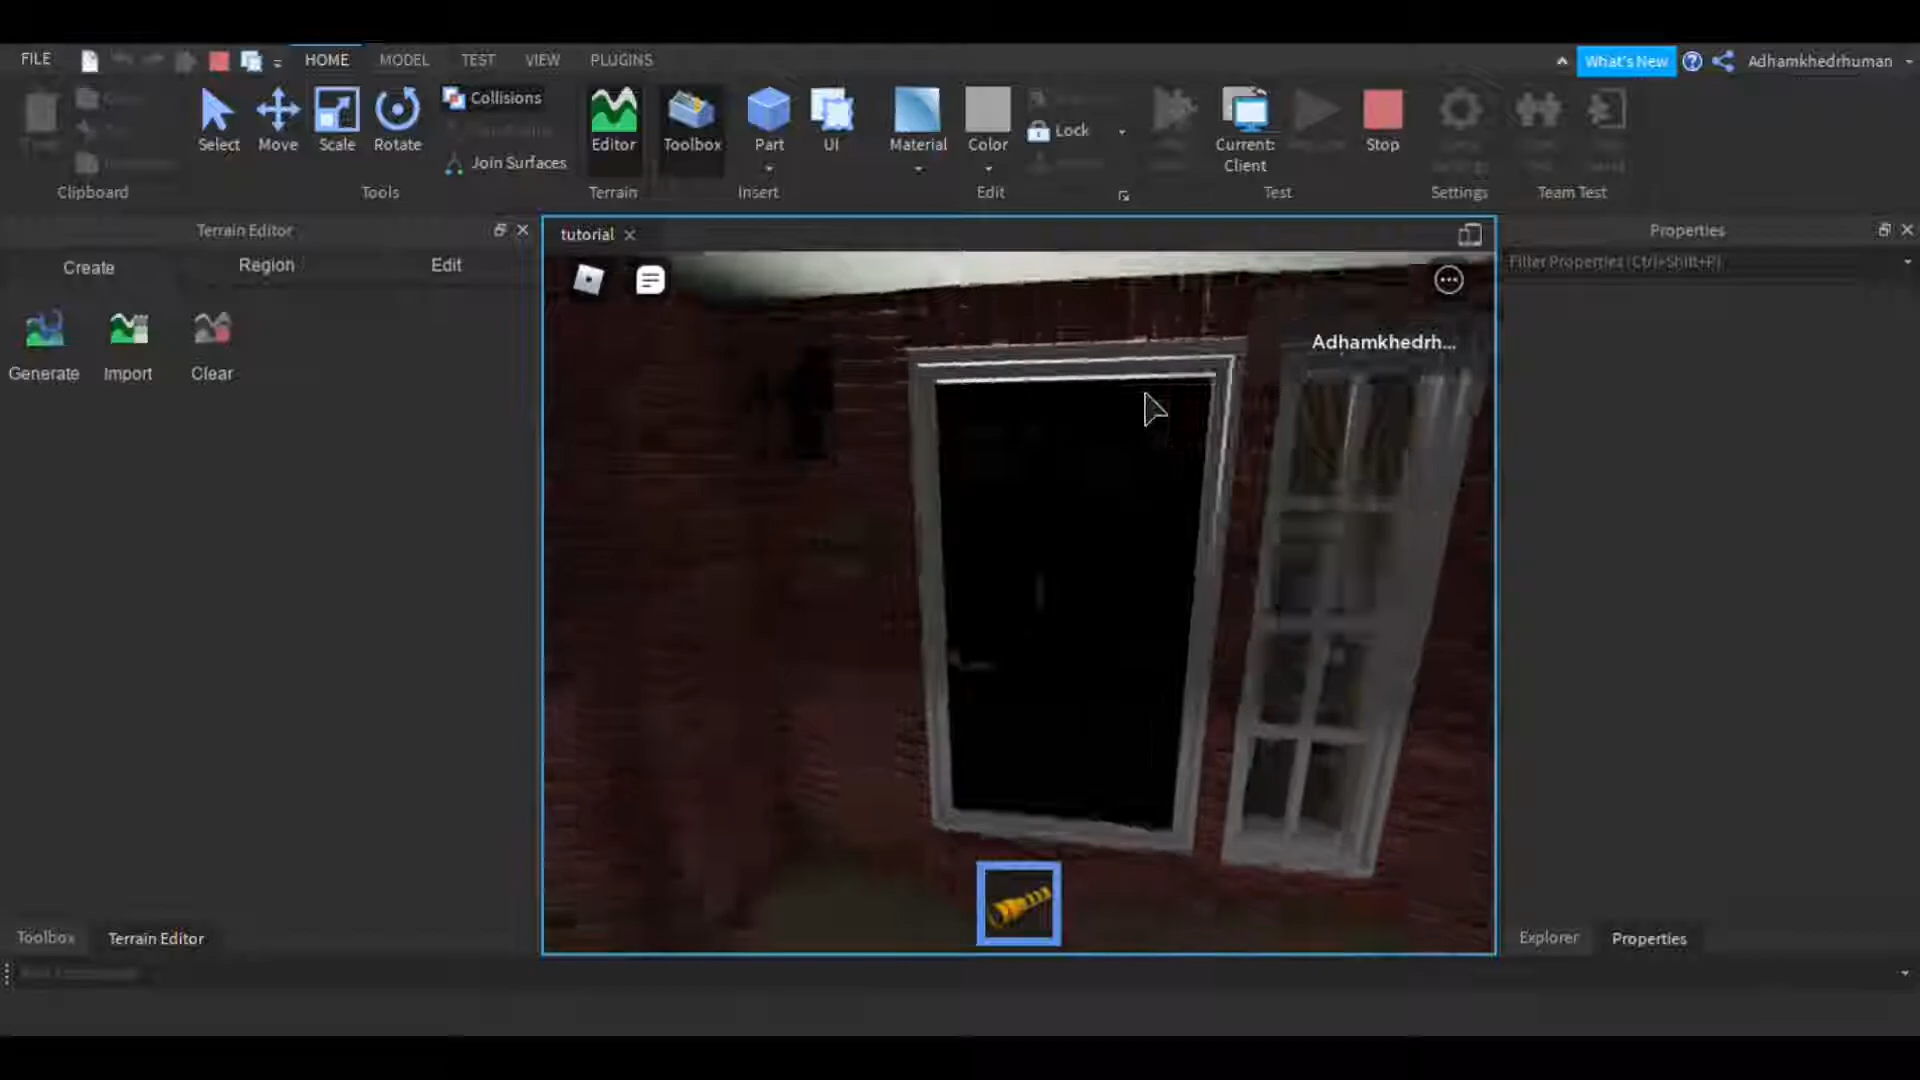 FILE HOME MODEL TEST VIEW PLUGINS What's New Adhamkhedrhuman
Select Move Scale Rotate Collisions Join Surfaces Editor Toolbox Part UI Material Color Lock Current: Client Stop
Clipboard Tools Terrain Insert Edit Test Settings Team Test
Terrain Editor
Create Region Edit
Generate Import Clear
tutorial
Adhamkhedrh...
Properties
Filter Properties (Ctrl+Shift+P)
Toolbox Terrain Editor
Explorer Properties